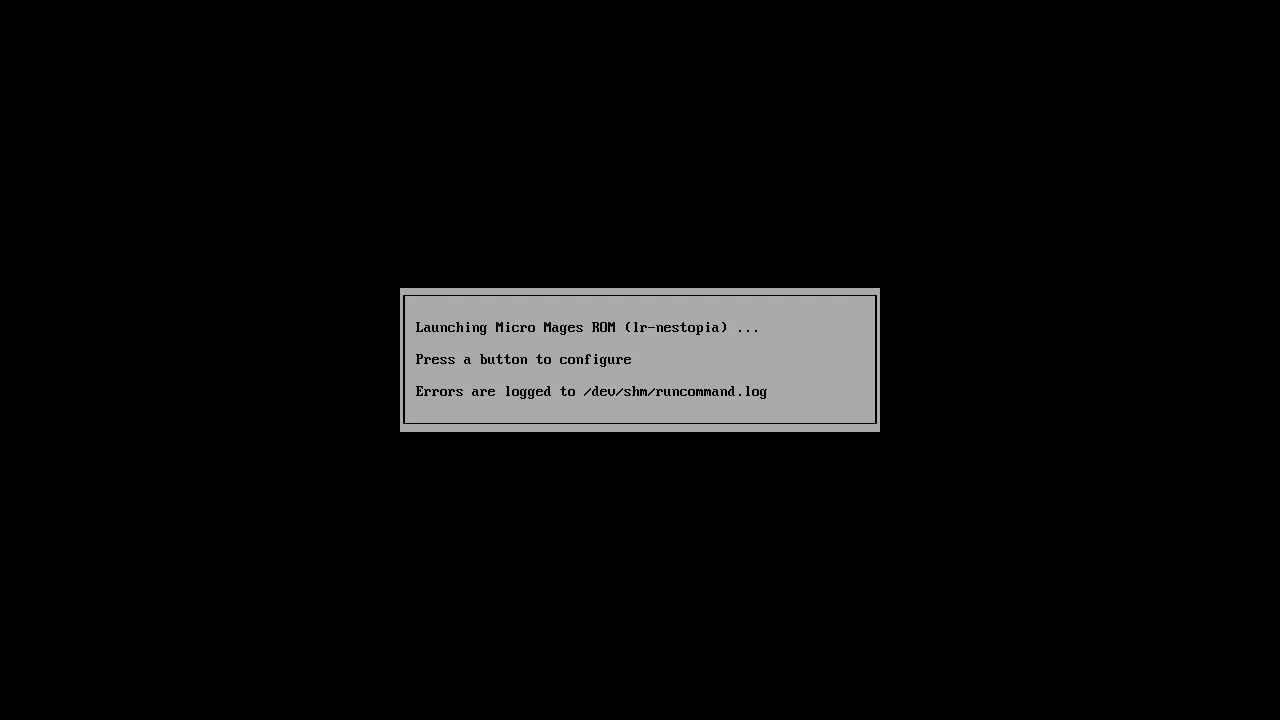 Launching Micro Mages ROM (lr-nestopia) ...
Press a button to configure
Errors are logged to /dev/shm/runcommand.log